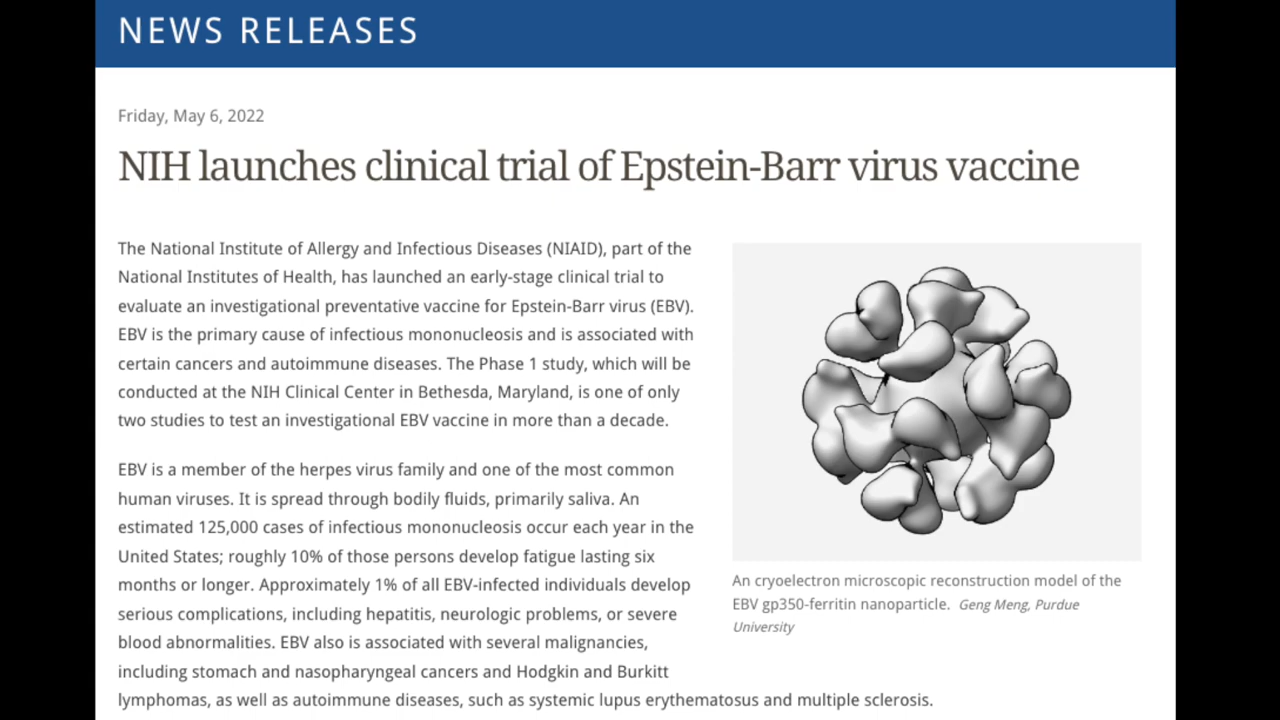 NEWS RELEASES
Friday, May 6, 2022
NIH launches clinical trial of Epstein-Barr virus vaccine
The National Institute of Allergy and Infectious Diseases (NIAID), part of the
National Institutes of Health, has launched an early-stage clinical trial to
evaluate an investigational preventative vaccine for Epstein-Barr virus (EBV).
EBV is the primary cause of infectious mononucleosis and is associated with
certain cancers and autoimmune diseases. The Phase 1 study, which will be
conducted at the NIH Clinical Center in Bethesda, Maryland, is one of only
two studies to test an investigational EBV vaccine in more than a decade.
EBV is a member of the herpes virus family and one of the most common
human viruses. It is spread through bodily fluids, primarily saliva. An
estimated 125,000 cases of infectious mononucleosis occur each year in the
United States; roughly 10% of those persons develop fatigue lasting six
months or longer. Approximately 1% of all EBV-infected individuals develop
serious complications, including hepatitis, neurologic problems, or severe
blood abnormalities. EBV also is associated with several malignancies,
including stomach and nasopharyngeal cancers and Hodgkin and Burkitt
lymphomas, as well as autoimmune diseases, such as systemic lupus erythematosus and multiple sclerosis.
An cryoelectron microscopic reconstruction model of the
EBV gp350-ferritin nanoparticle. Geng Meng, Purdue
University